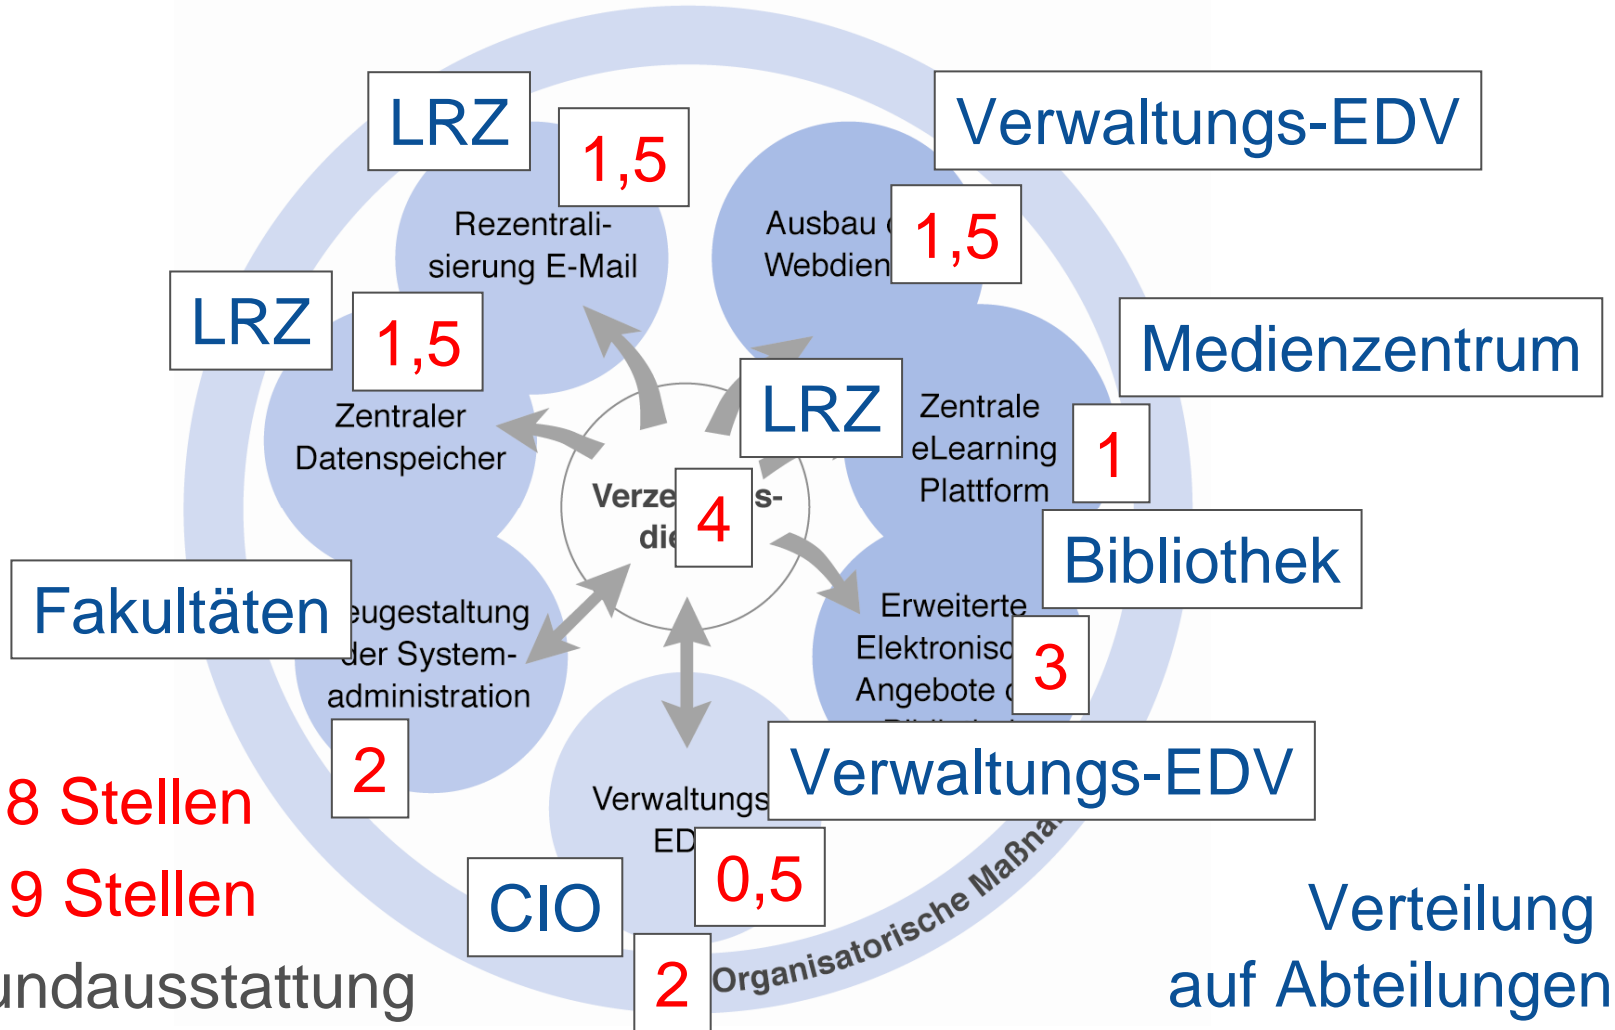 LRZ
1,5
Rezentrali-
sierung E-Mail
Verwaltungs-EDV
Ausbau
1,5
Webdien
LRZ
1,5
Zentraler
Datenspeicher
Medienzentrum
LRZ
Zentrale
eLearning
Plattform
1
Verze s-
die
4
Bibliothek
Fakultäten
eugestaltung
der System-
administration
2
Erweiterte
Elektronisc
Angebote
3
Verwaltungs-EDV
Verwaltungs
ED
0,5
CIO
2
Organisatorische Maßna
8 Stellen
9 Stellen
undausstattung
Verteilung
auf Abteilungen